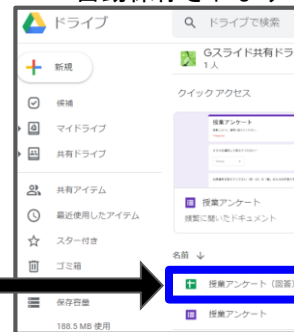 ドライブ
ドライブで検索
新規
Gスライド共有ドラ
1人
クイック アクセス
候補
マイドライブ
共有ドライブ
授業アンケート
共有アイテム
最近使用したアイテム
スター付き
ゴミ箱
保存容量
188.5 MB 使用
授業アンケート
頻繁に開いたドキュメント
名前 ↓
授業アンケート（回答）
授業アンケート